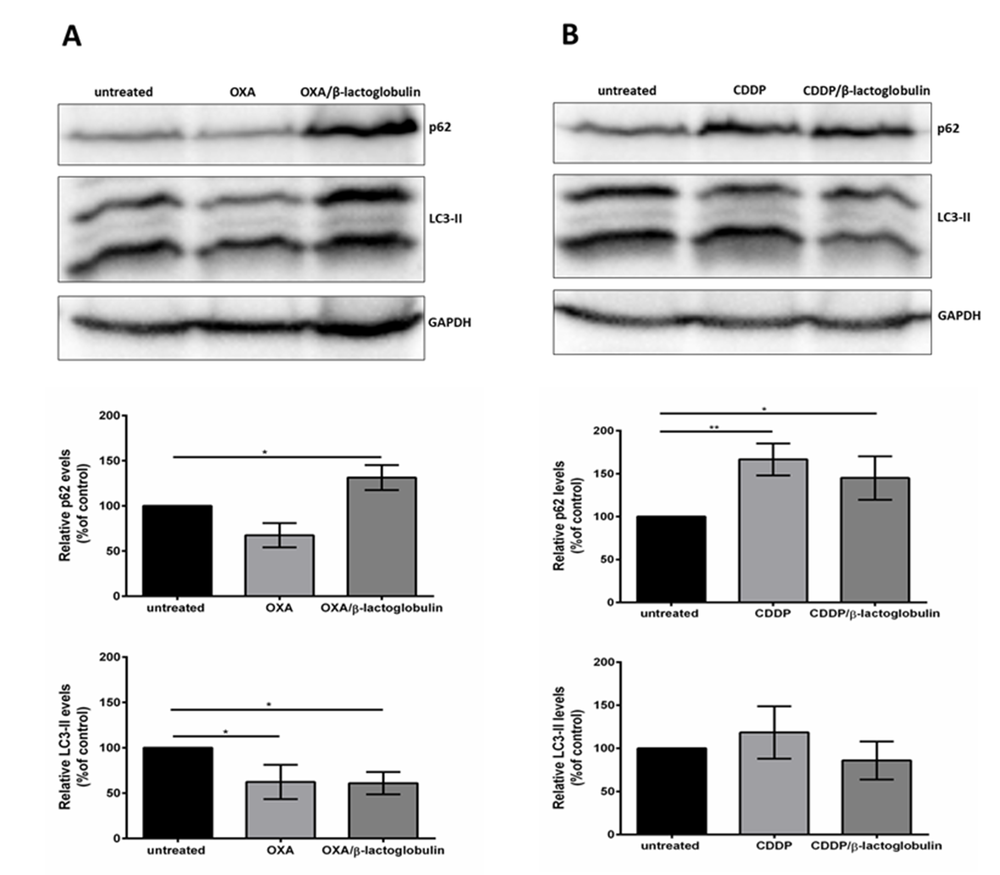 A
untreated OXA OXA/β-lactoglobulin
p62
LC3-II
GAPDH
200
150
100
50
0
Relative p62 evels
(%of control)
*
untreated OXA OXA/β-lactoglobulin
200
150
100
50
0
Relative LC3-II evels
(%of control)
*
*
untreated OXA OXA/β-lactoglobulin
B
untreated CDDP CDDP/β-lactoglobulin
p62
LC3-II
GAPDH
*
**
200
150
100
50
0
Relative p62 levels
(%of control)
untreated CDDP CDDP/β-lactoglobulin
200
150
100
50
0
Relative LC3-II levels
(%of control)
untreated CDDP CDDP/β-lactoglobulin